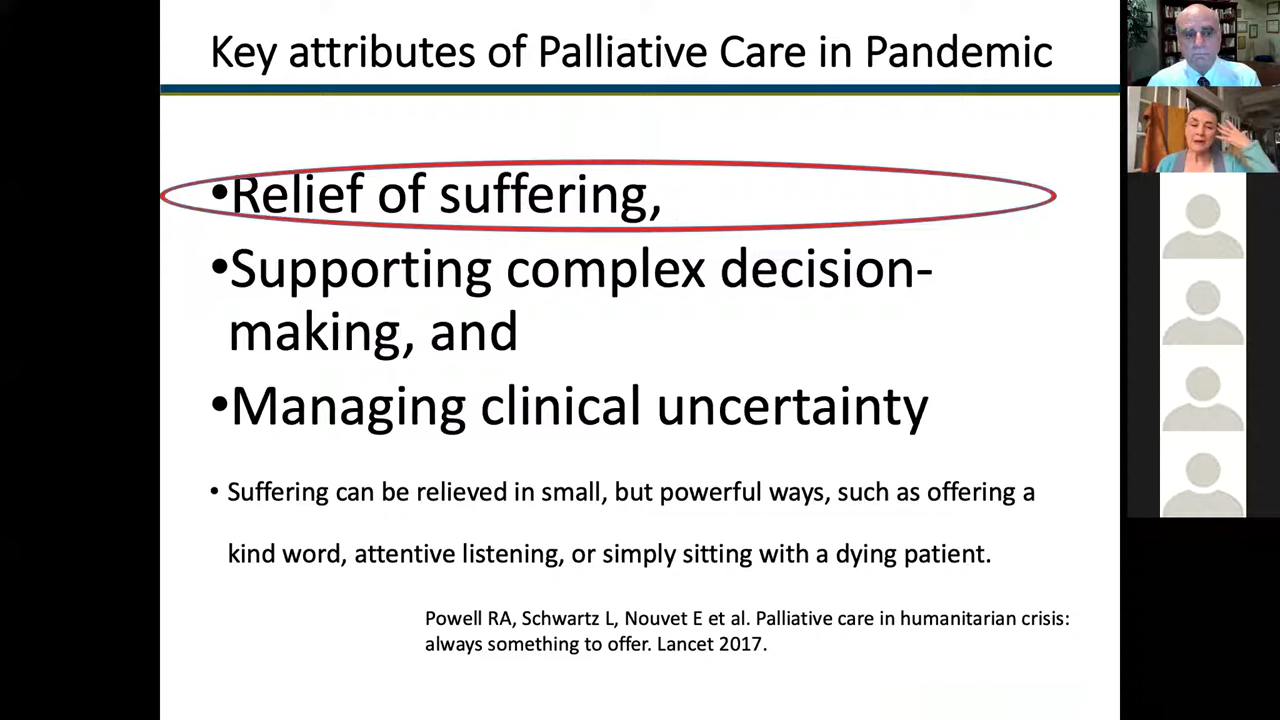 Key attributes of Palliative Care in Pandemic
•Relief of suffering,
•Supporting complex decision-
making, and
•Managing clinical uncertainty
• Suffering can be relieved in small, but powerful ways, such as offering a
kind word, attentive listening, or simply sitting with a dying patient.
Powell RA, Schwartz L, Nouvet E et al. Palliative care in humanitarian crisis:
always something to offer. Lancet 2017.